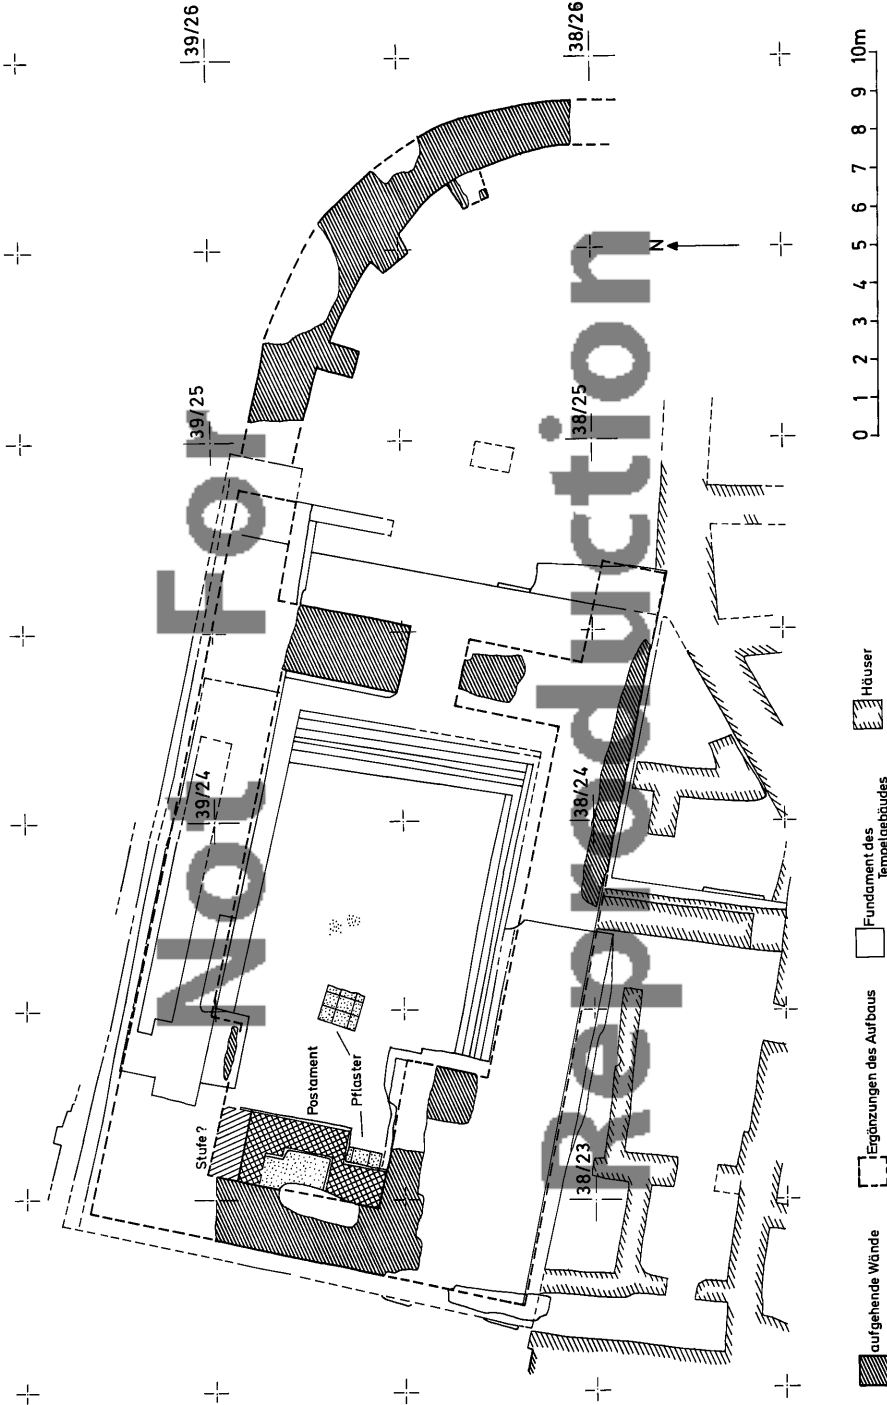 39/26
38/26
39/25
38/25
39/24
38/24
38/23
N
Stufe ?
Postament
Pflaster
Not For
Reproduction
0 1 2 3 4 5 6 7 8 9 10m
aufgehende Wände
Ergänzungen des Aufbaus
Fundament des
Tempelgebäudes
Häuser